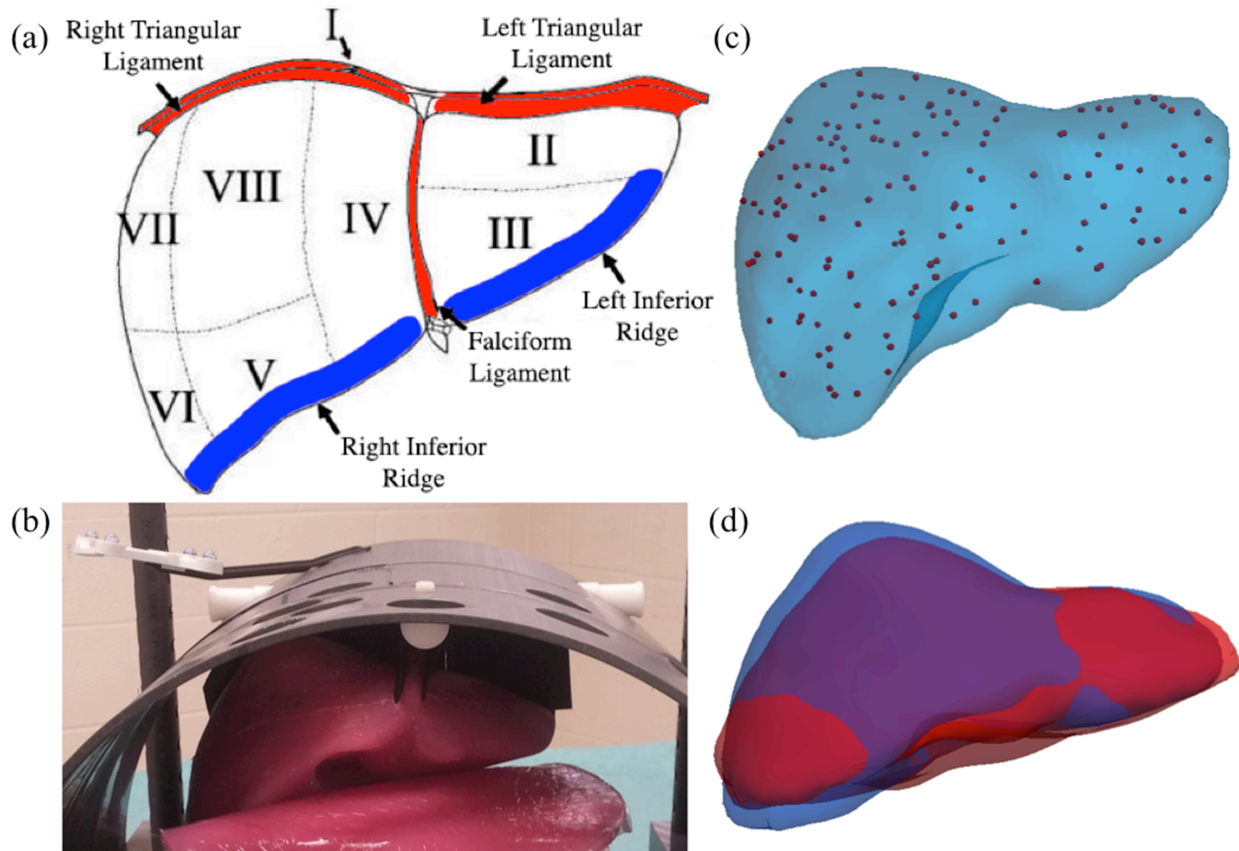 (a)
Right Triangular
Ligament
I
Left Triangular
Ligament
VIII
VII
IV
II
III
V
VI
Left Inferior
Ridge
Falciform
Ligament
Right Inferior
Ridge
(b)
(c)
(d)